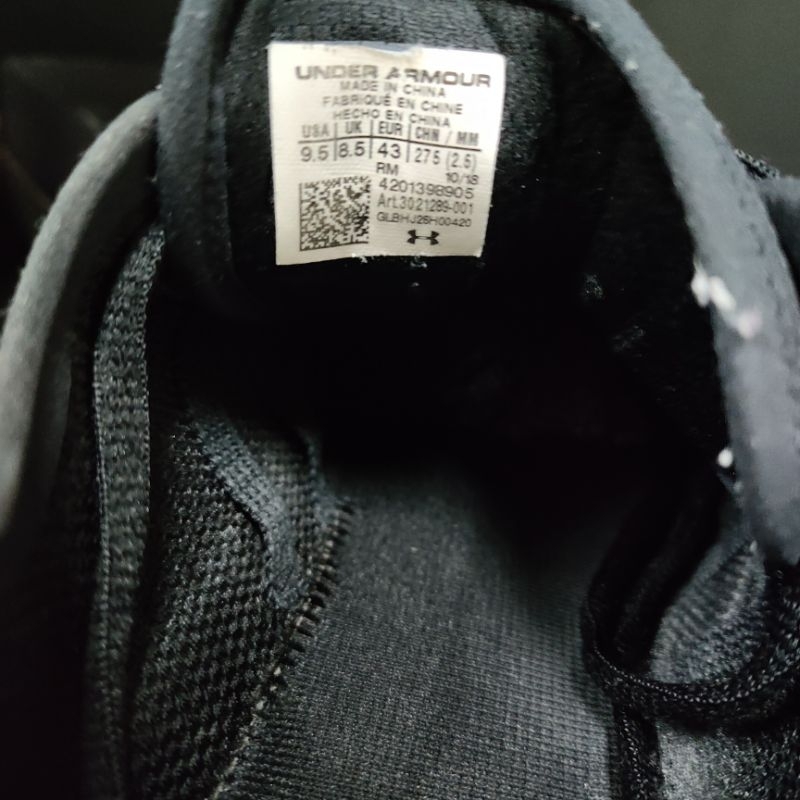 UNDER ARMOUR
MADE IN CHINA
FABRIQUÉ EN CHINE
HECHO EN CHINA
USA | UK | EUR | CHN / MM
9.5 | 8.5 | 43 | 275 (2.5)
RM 10/18
4201398905
Art.3021289-001
GLBHJ28H00420